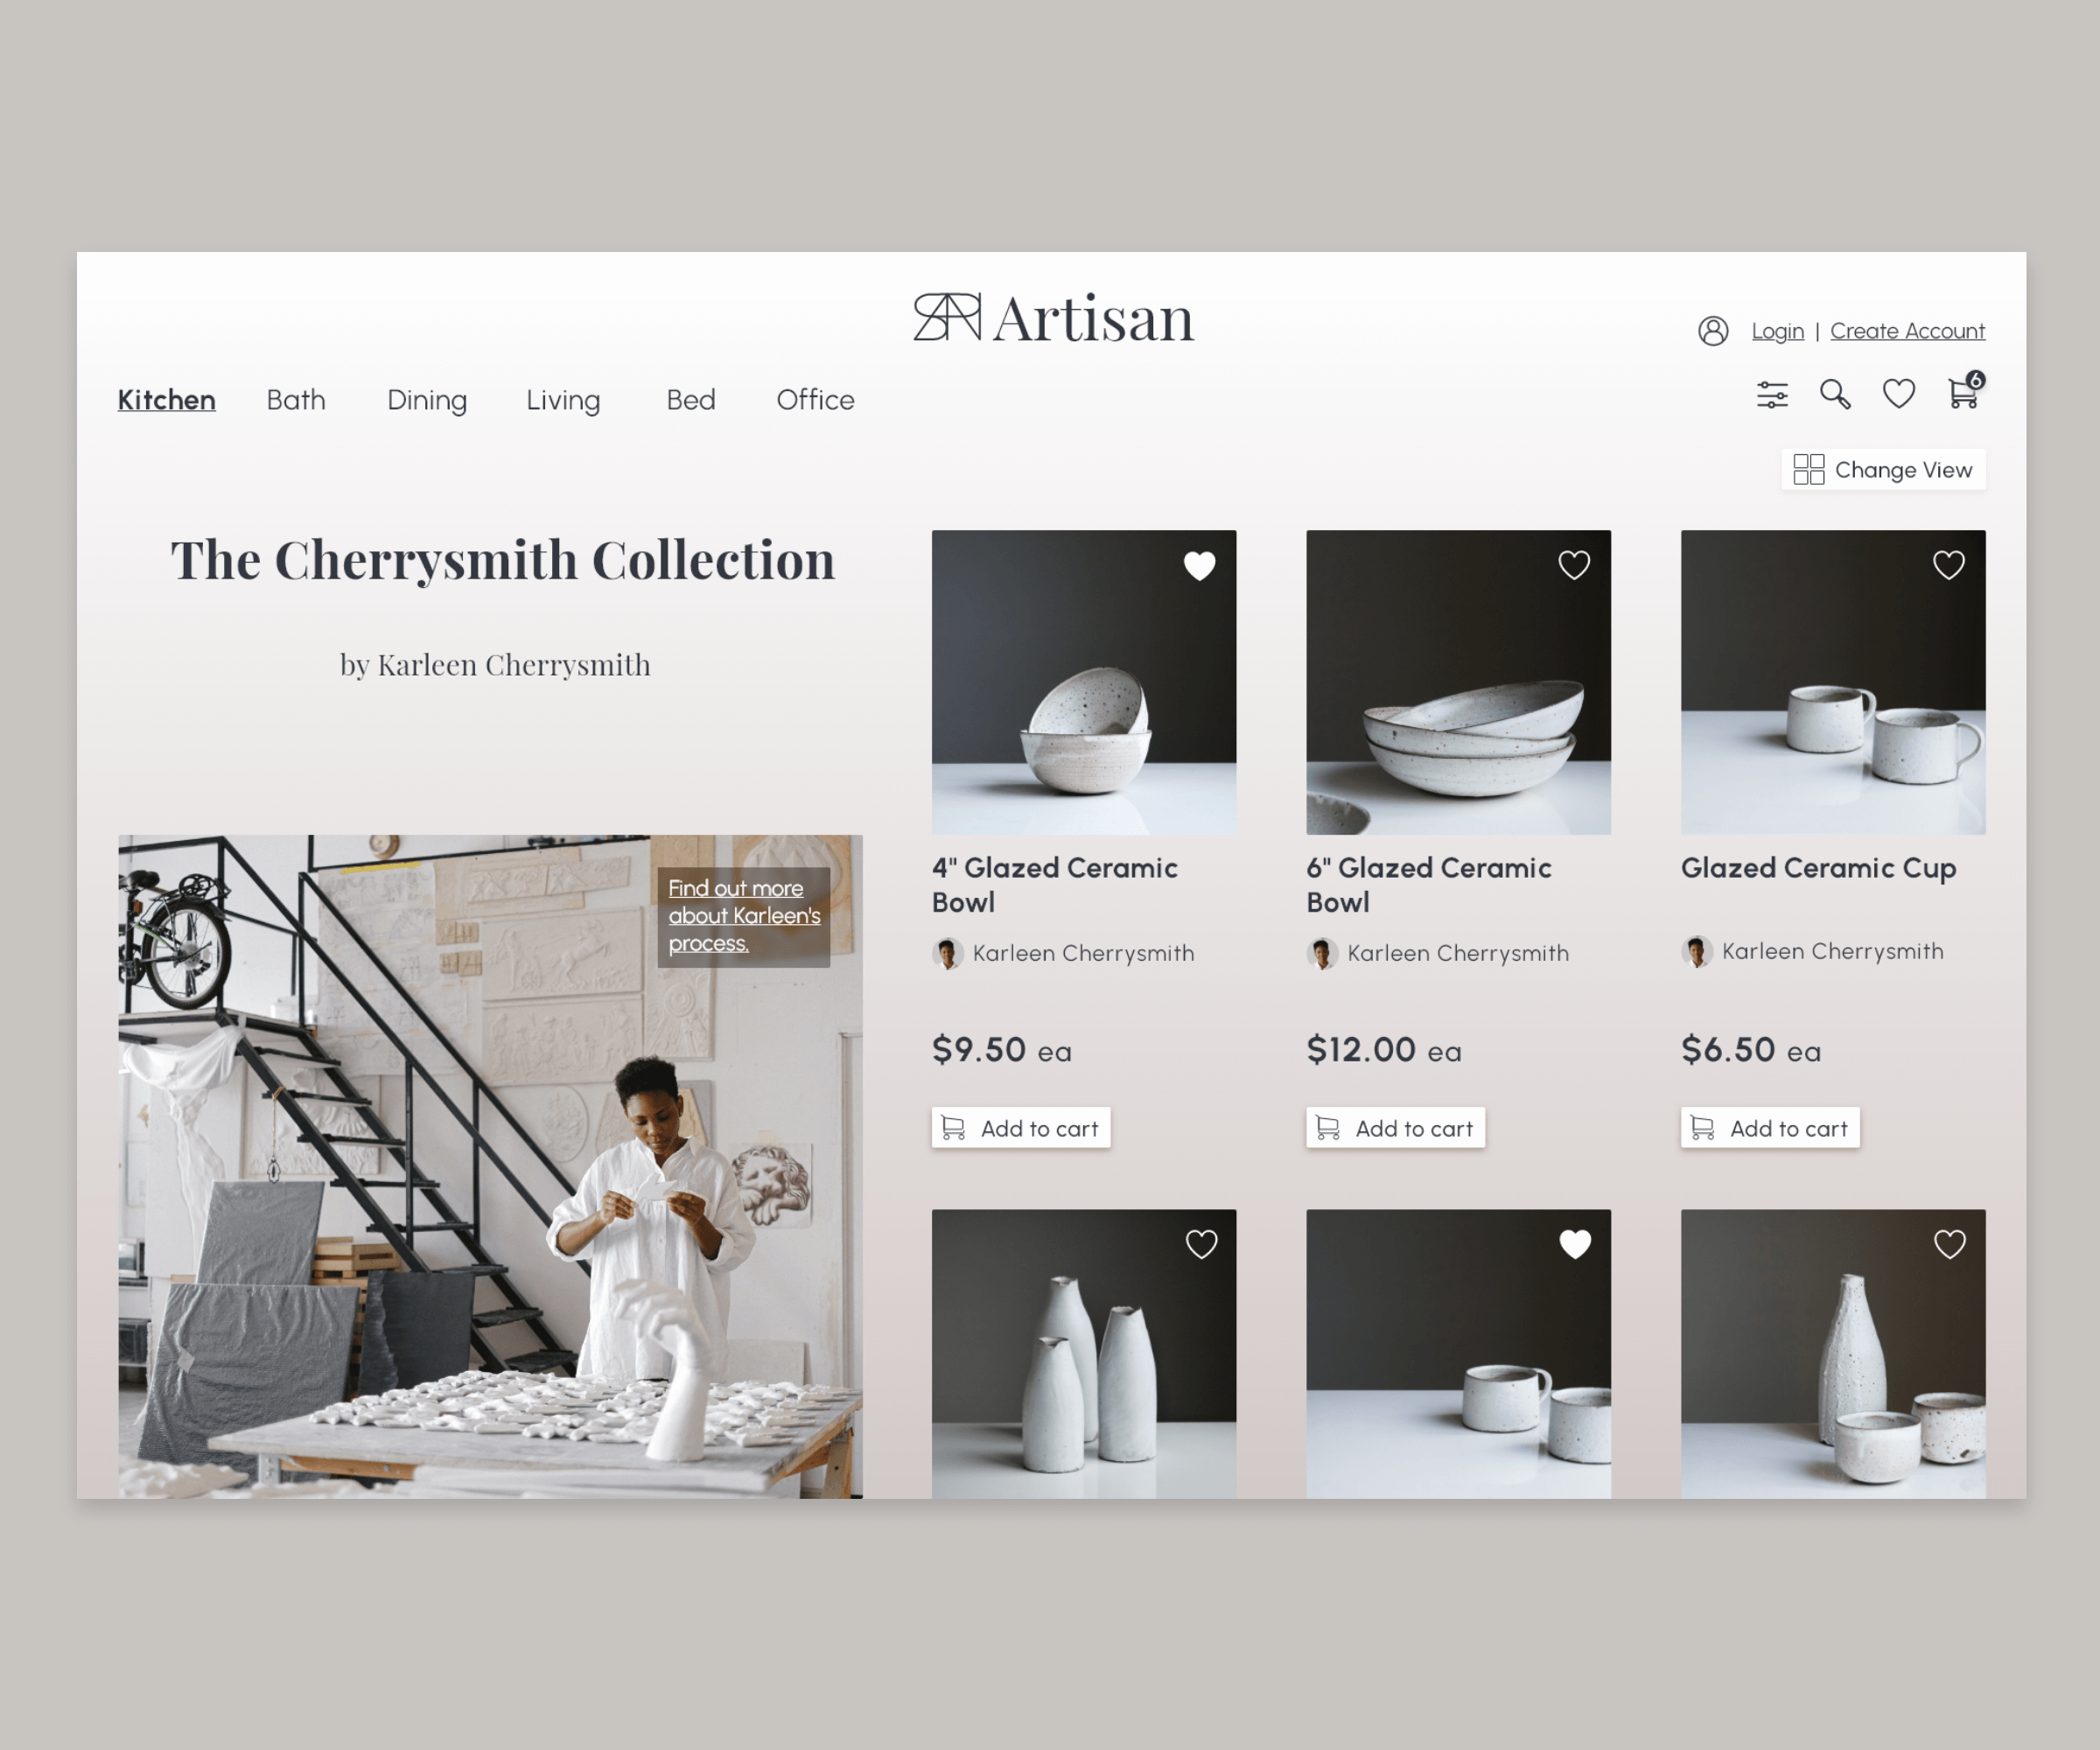 Artisan
Login | Create Account
Kitchen Bath Dining Living Bed Office
6
Change View
The Cherrysmith Collection
by Karleen Cherrysmith
Find out more
about Karleen's
process.
4" Glazed Ceramic
Bowl
Karleen Cherrysmith
$9.50 ea
Add to cart
6" Glazed Ceramic
Bowl
Karleen Cherrysmith
$12.00 ea
Add to cart
Glazed Ceramic Cup
Karleen Cherrysmith
$6.50 ea
Add to cart